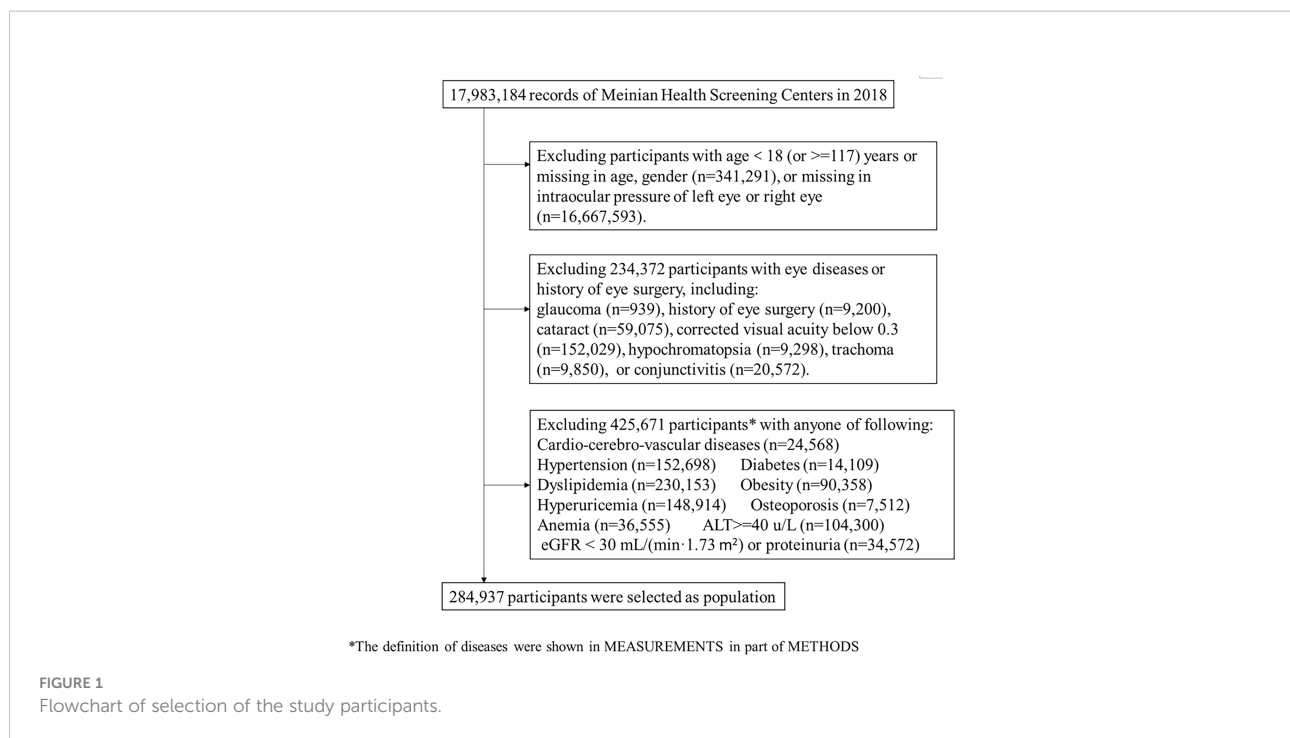 17,983,184 records of Meinian Health Screening Centers in 2018
Excluding participants with age < 18 (or >=117) years or
missing in age, gender (n=341,291), or missing in
intraocular pressure of left eye or right eye
(n=16,667,593).
Excluding 234,372 participants with eye diseases or
history of eye surgery, including:
glaucoma (n=939), history of eye surgery (n=9,200),
cataract (n=59,075), corrected visual acuity below 0.3
(n=152,029), hypochromatopsia (n=9,298), trachoma
(n=9,850), or conjunctivitis (n=20,572).
Excluding 425,671 participants* with anyone of following:
Cardio-cerebro-vascular diseases (n=24,568)
Hypertension (n=152,698) Diabetes (n=14,109)
Dyslipidemia (n=230,153) Obesity (n=90,358)
Hyperuricemia (n=148,914) Osteoporosis (n=7,512)
Anemia (n=36,555) ALT>=40 u/L (n=104,300)
eGFR < 30 mL/(min·1.73 m²) or proteinuria (n=34,572)
284,937 participants were selected as population
*The definition of diseases were shown in MEASUREMENTS in part of METHODS
FIGURE 1
Flowchart of selection of the study participants.